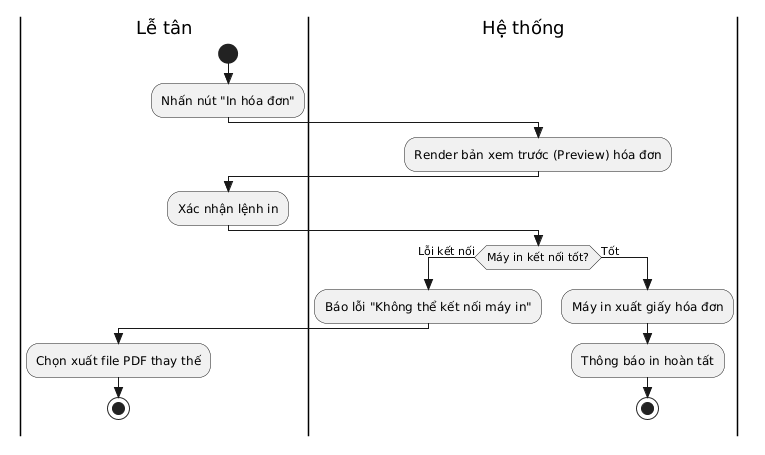 Lễ tân
Hệ thống
Nhấn nút "In hóa đơn"
Render bản xem trước (Preview) hóa đơn
Xác nhận lệnh in
Máy in kết nối tốt?
Lỗi kết nối
Tốt
Báo lỗi "Không thể kết nối máy in"
Máy in xuất giấy hóa đơn
Chọn xuất file PDF thay thế
Thông báo in hoàn tất